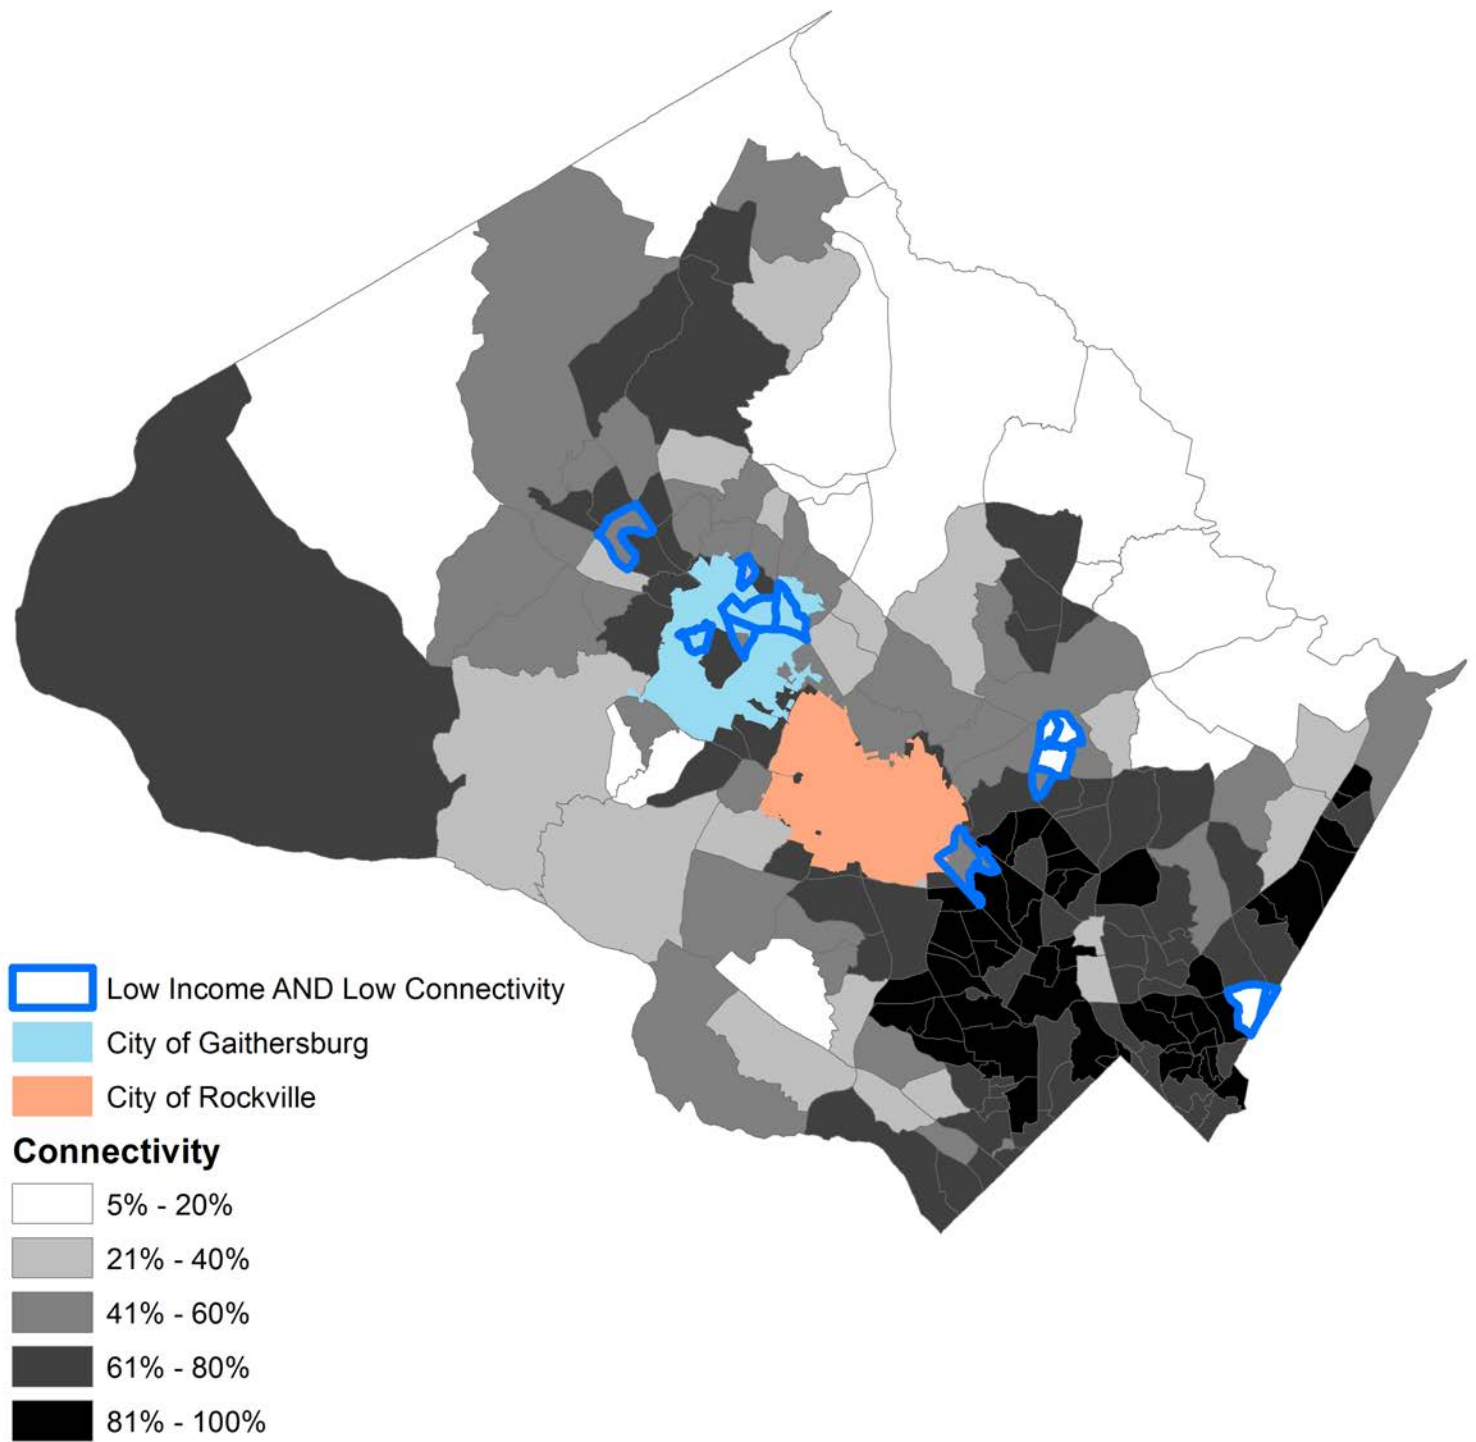 Low Income AND Low Connectivity
City of Gaithersburg
City of Rockville
Connectivity
5% - 20%
21% - 40%
41% - 60%
61% - 80%
81% - 100%